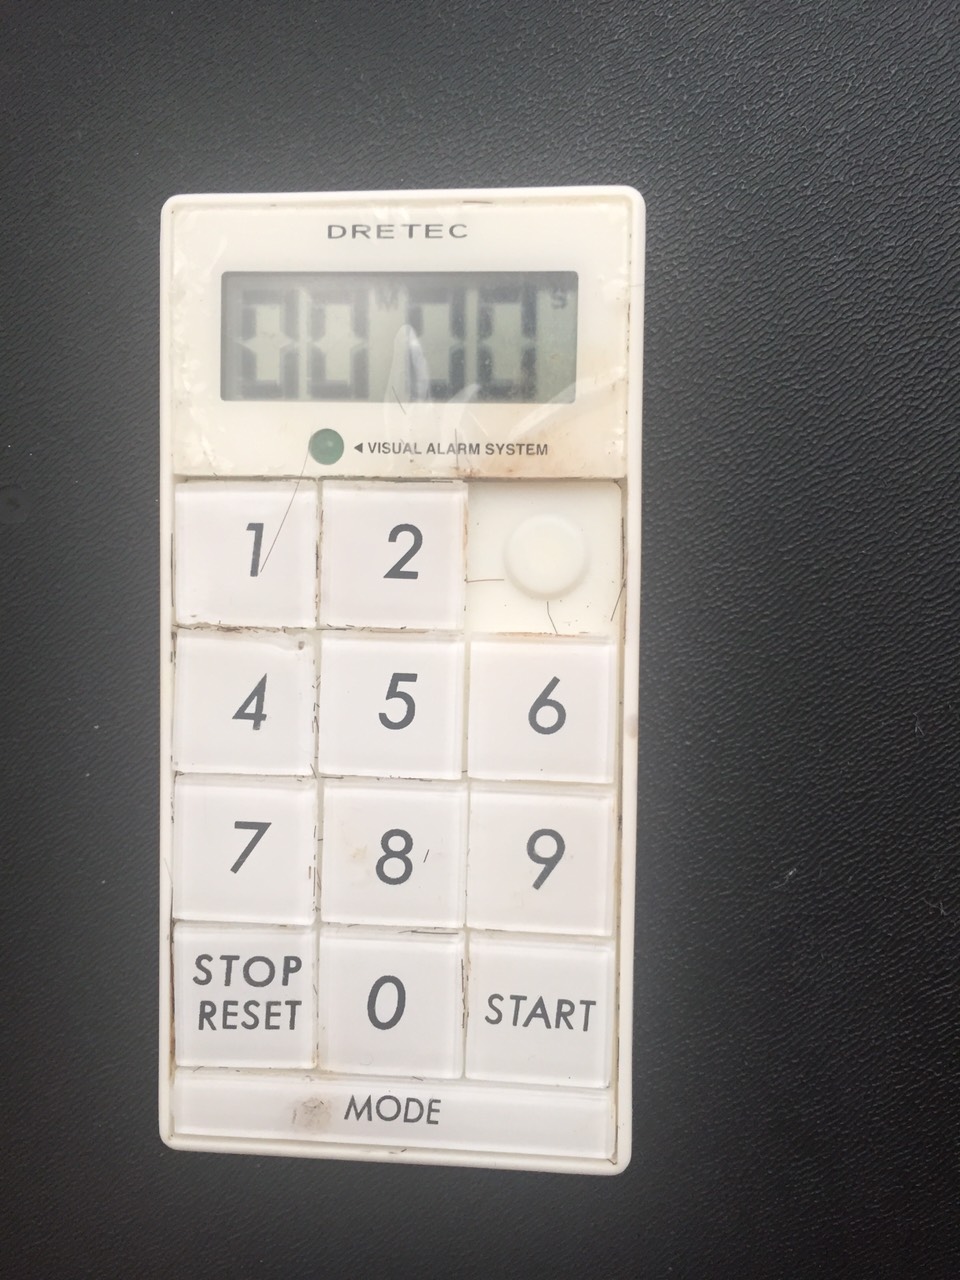 DRETEC
00 M 00 S
◄ VISUAL ALARM SYSTEM
1 2
4 5 6
7 8 9
STOP
RESET
0 START
MODE